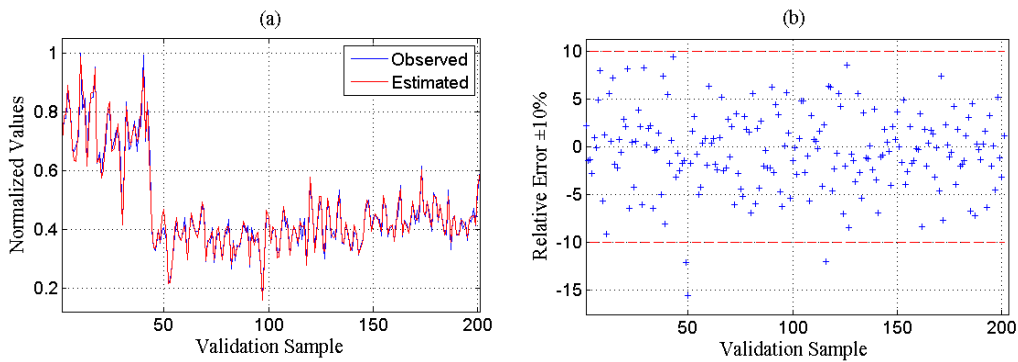 (a)
Normalized Values
1
0.8
0.6
0.4
0.2
Observed
Estimated
50
100
150
200
Validation Sample
(b)
Relative Error ±10%
10
5
0
-5
-10
-15
50
100
150
200
Validation Sample